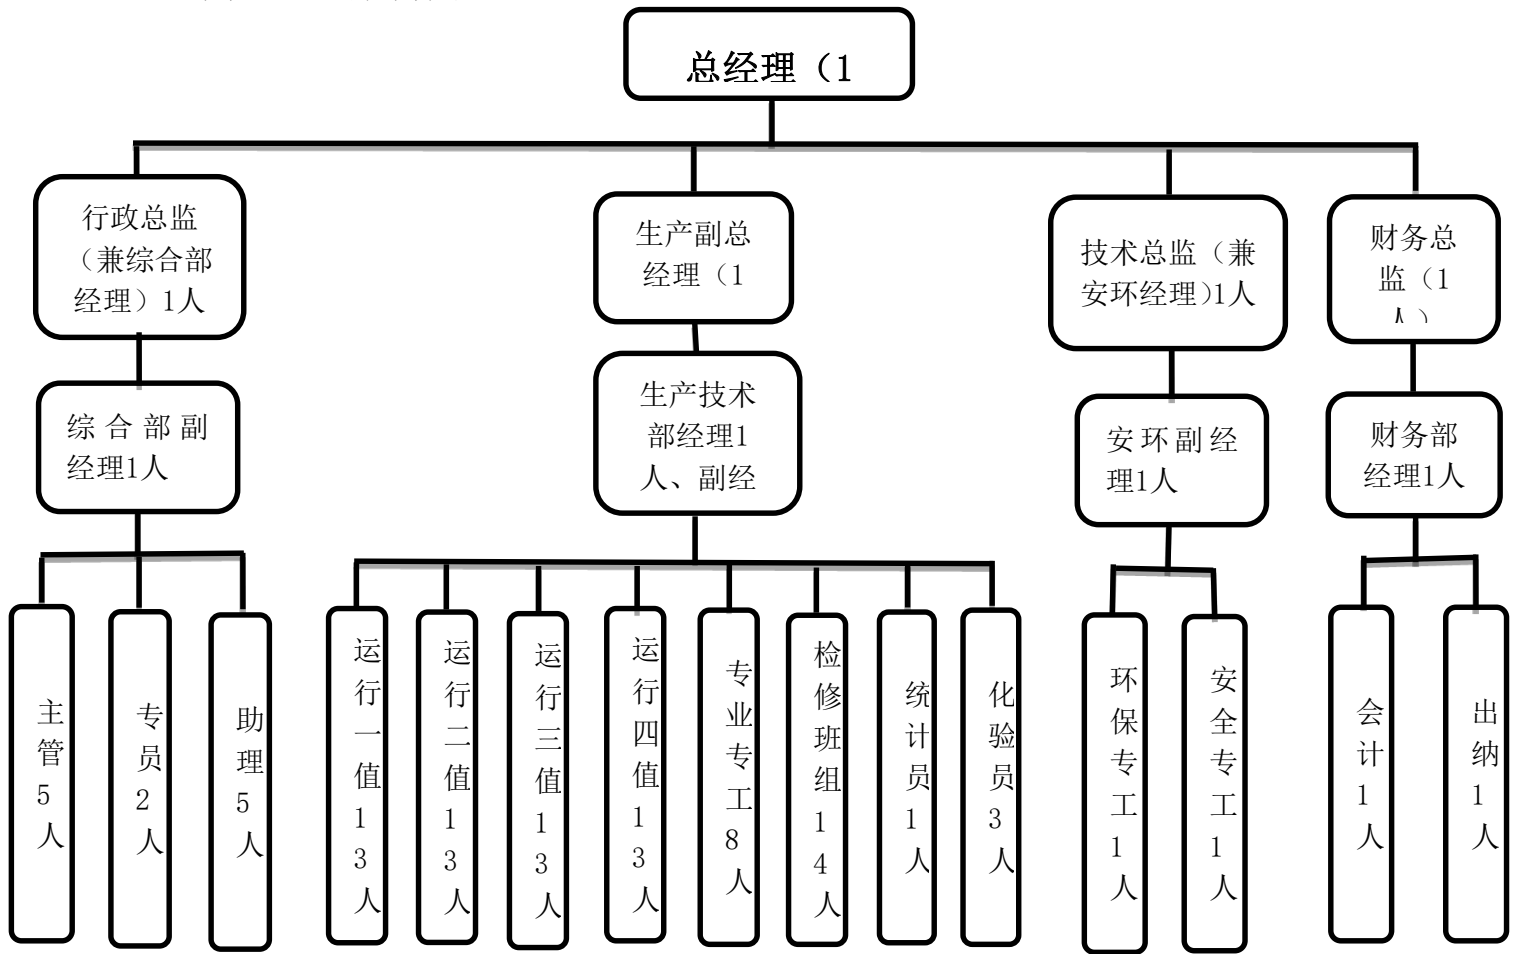 总经理（1
行政总监
（兼综合部
经理）1人
生产副总
经理（1
技术总监（兼
安环经理)1人
财务总
监（1
人）
综合部副
经理1人
生产技术
部经理1
人、副经
安环副经
理1人
财务部
经理1人
主管5人
专员2人
助理5人
运行一值13人
运行二值13人
运行三值13人
运行四值13人
专业专工8人
检修班组14人
统计员1人
化验员3人
环保专工1人
安全专工1人
会计1人
出纳1人